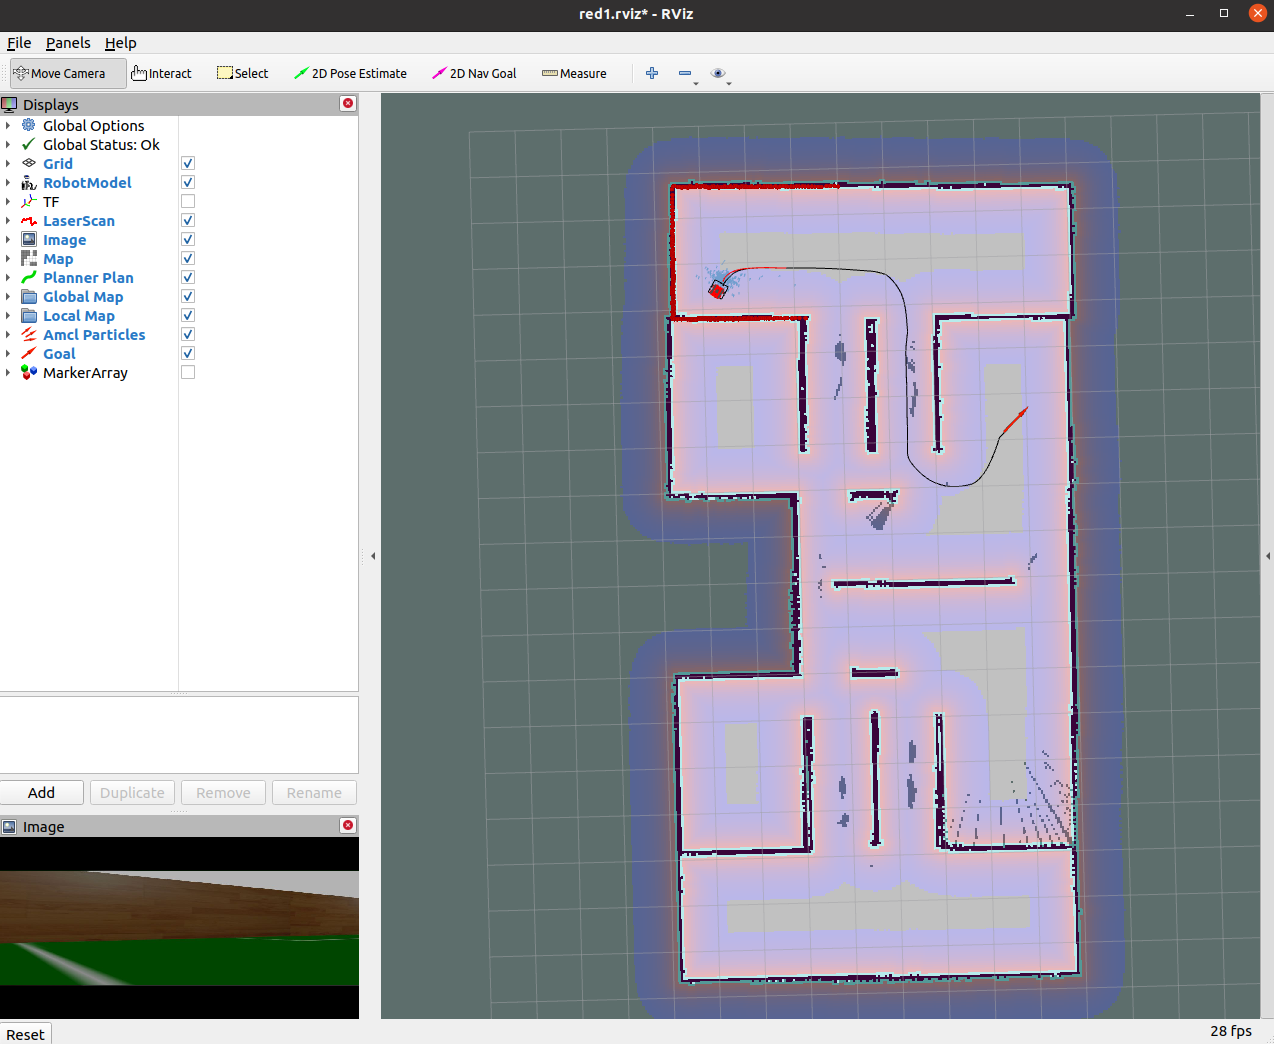 red1.rviz* - RViz
File Panels Help
Move Camera Interact Select 2D Pose Estimate 2D Nav Goal Measure
Displays
Global Options
Global Status: Ok
Grid
RobotModel
TF
LaserScan
Image
Map
Planner Plan
Global Map
Local Map
Amcl Particles
Goal
MarkerArray
Add Duplicate Remove Rename
Image
Reset
28 fps